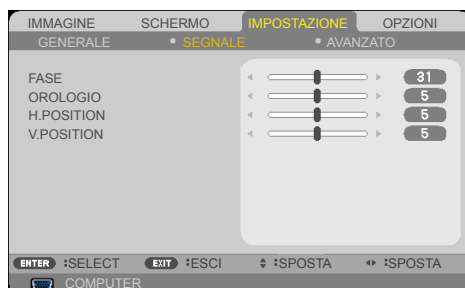 IMMAGINE SCHERMO IMPOSTAZIONE OPZIONI
GENERALE • SEGNALE • AVANZATO
FASE 31
OROLOGIO 5
H.POSITION 5
V.POSITION 5
ENTER :SELECT EXIT :ESCI :SPOSTA :SPOSTA
COMPUTER